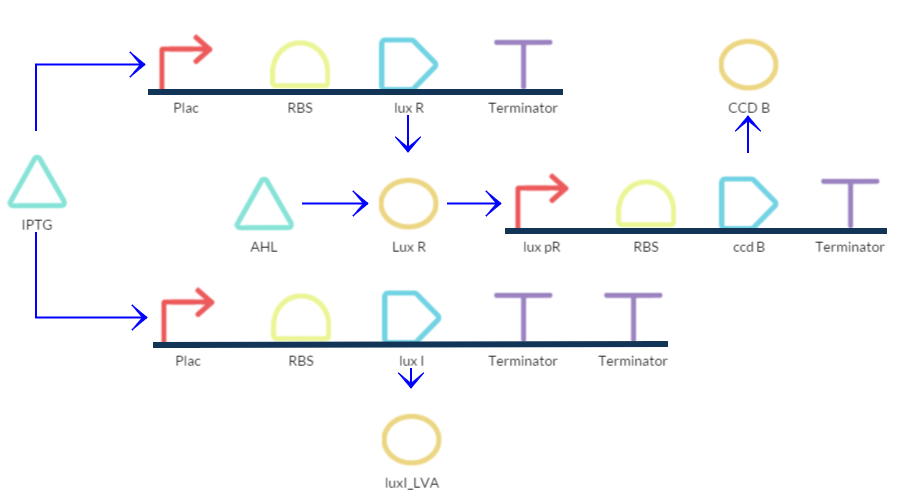 Plac RBS lux R Terminator CCD B
IPTG AHL Lux R lux pR RBS ccd B Terminator
Plac RBS lux I Terminator Terminator
luxI_LVA